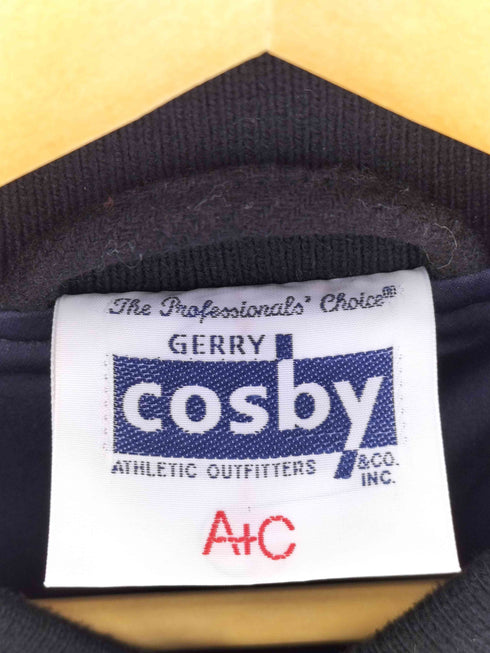 The Professionals' Choice®
GERRY
cosby
ATHLETIC OUTFITTERS &CO.
INC.
A+C